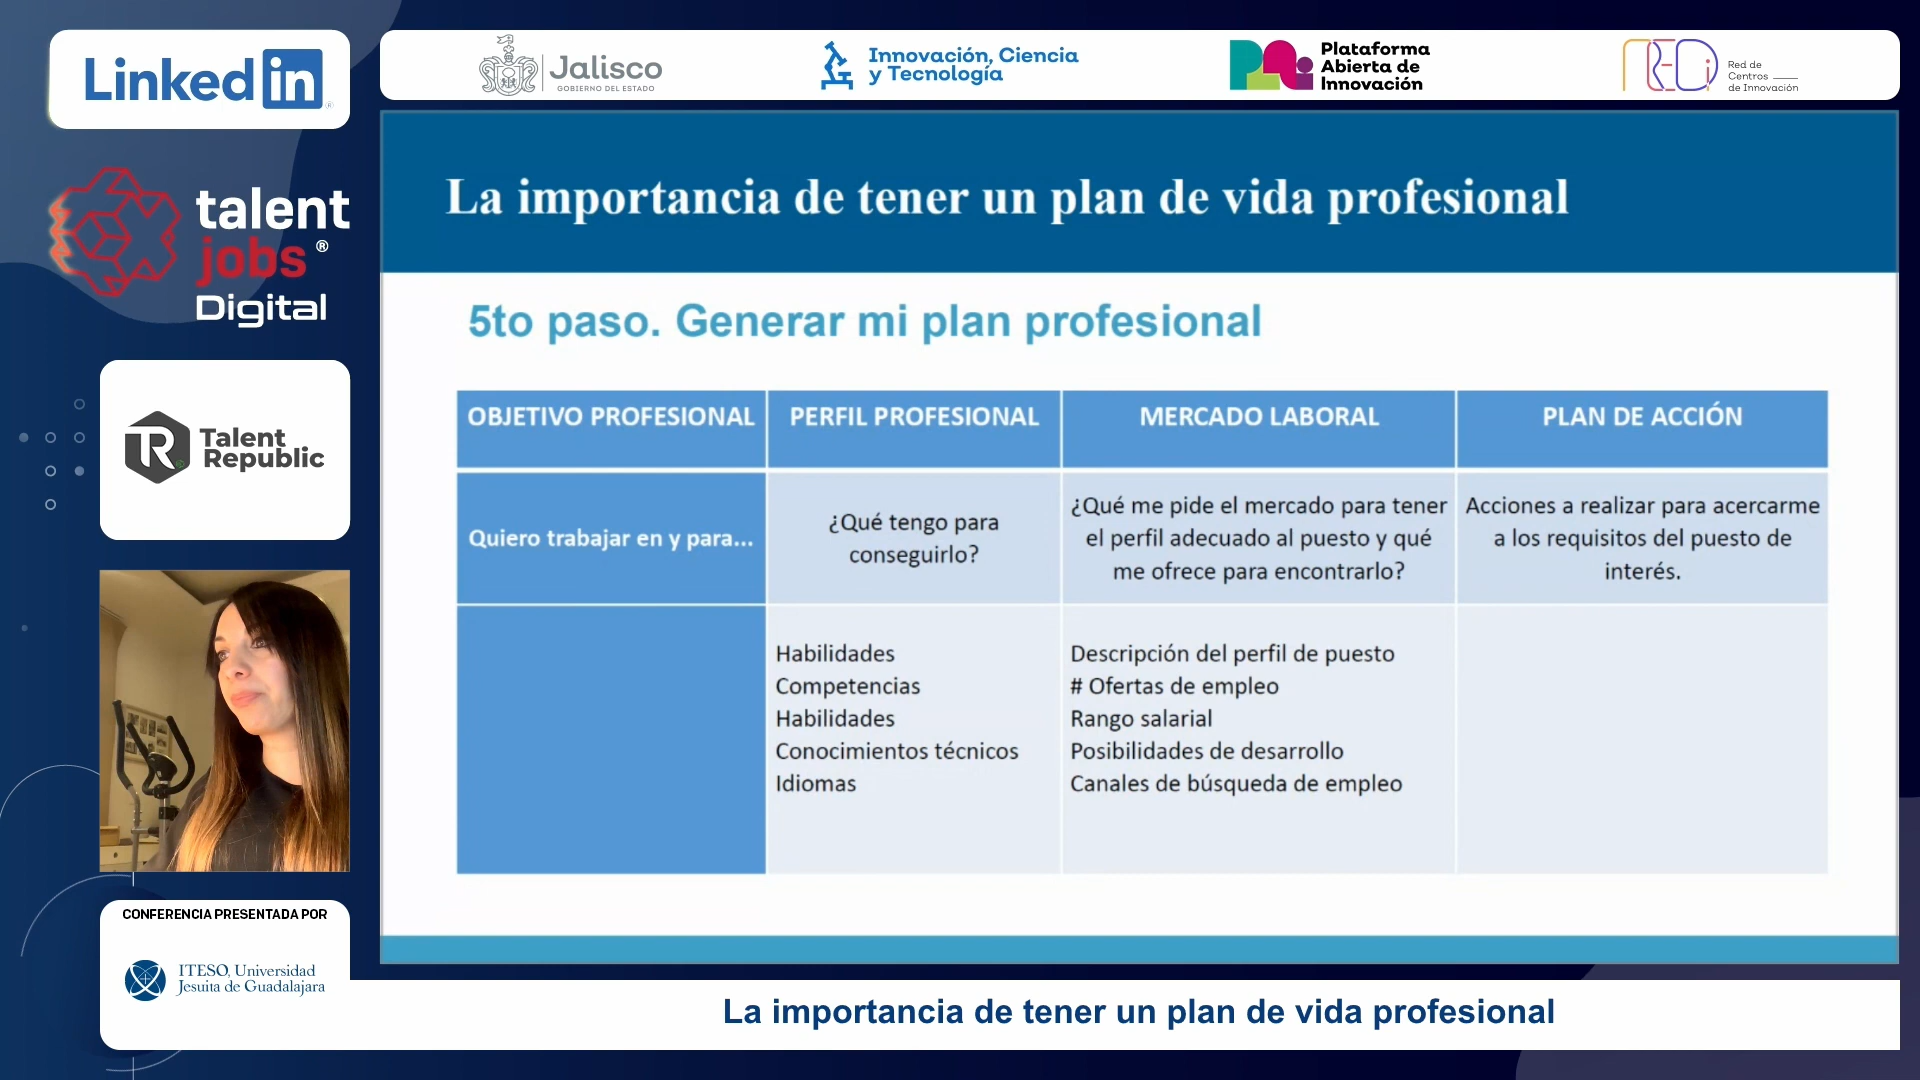 Linked in
Jalisco
GOBIERNO DEL ESTADO
Innovación, Ciencia
y Tecnología
Plataforma
Abierta de
Innovación
REDi
Red de
Centros
de Innovación
talent
jobs ®
Digital
Talent
Republic
La importancia de tener un plan de vida profesional
5to paso. Generar mi plan profesional
OBJETIVO PROFESIONAL
PERFIL PROFESIONAL
MERCADO LABORAL
PLAN DE ACCIÓN
Quiero trabajar en y para...
¿Qué tengo para
conseguirlo?
¿Qué me pide el mercado para tener
el perfil adecuado al puesto y qué
me ofrece para encontrarlo?
Acciones a realizar para acercarme
a los requisitos del puesto de
interés.
Habilidades
Competencias
Habilidades
Conocimientos técnicos
Idiomas
Descripción del perfil de puesto
# Ofertas de empleo
Rango salarial
Posibilidades de desarrollo
Canales de búsqueda de empleo
CONFERENCIA PRESENTADA POR
ITESO, Universidad
Jesuita de Guadalajara
La importancia de tener un plan de vida profesional